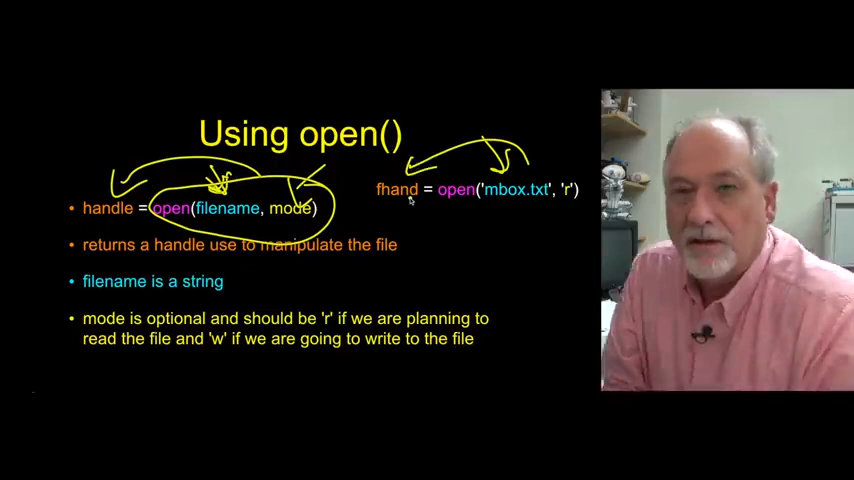 Using open()
fhand = open('mbox.txt', 'r')
• handle = open(filename, mode)
• returns a handle use to manipulate the file
• filename is a string
• mode is optional and should be 'r' if we are planning to
read the file and 'w' if we are going to write to the file